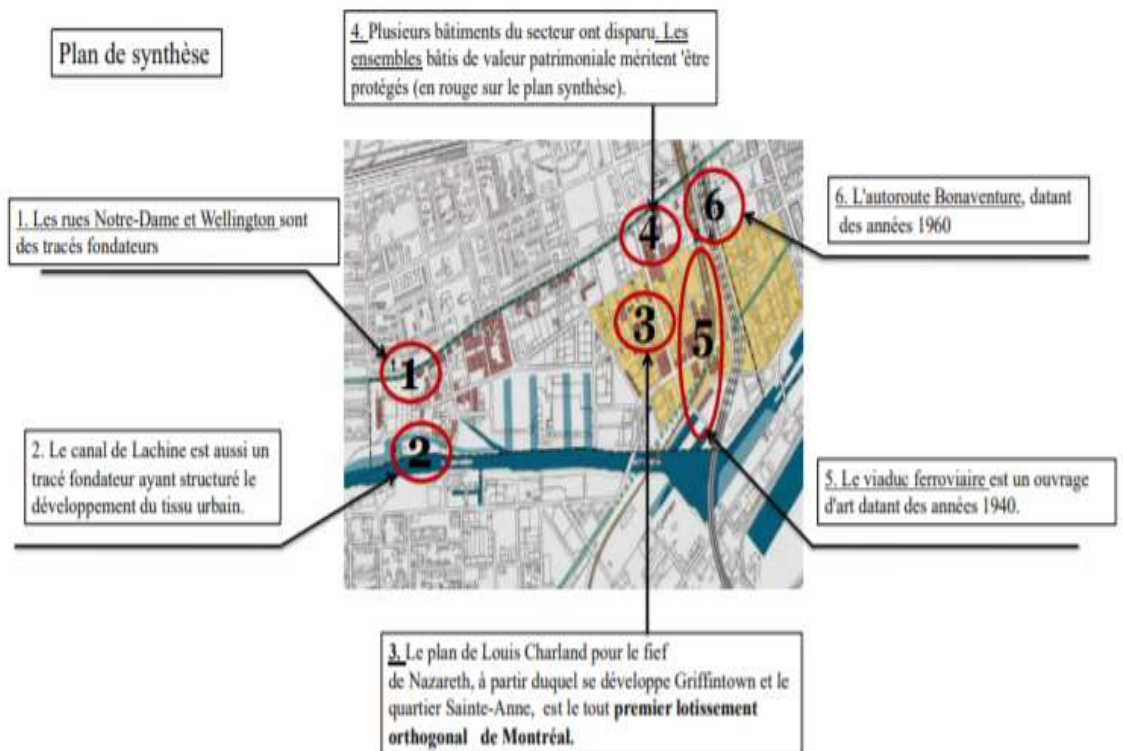 Plan de synthèse
4. Plusieurs bâtiments du secteur ont disparu. Les
ensembles bâtis de valeur patrimoniale méritent 'être
protégés (en rouge sur le plan synthèse).
1. Les rues Notre-Dame et Wellington sont
des tracés fondateurs
6. L'autoroute Bonaventure, datant
des années 1960
4
6
3
5
1
2
2. Le canal de Lachine est aussi un
tracé fondateur ayant structuré le
développement du tissu urbain.
5. Le viaduc ferroviaire est un ouvrage
d'art datant des années 1940.
3. Le plan de Louis Charland pour le fief
de Nazareth, à partir duquel se développe Griffintown et le
quartier Sainte-Anne, est le tout premier lotissement
orthogonal de Montréal.